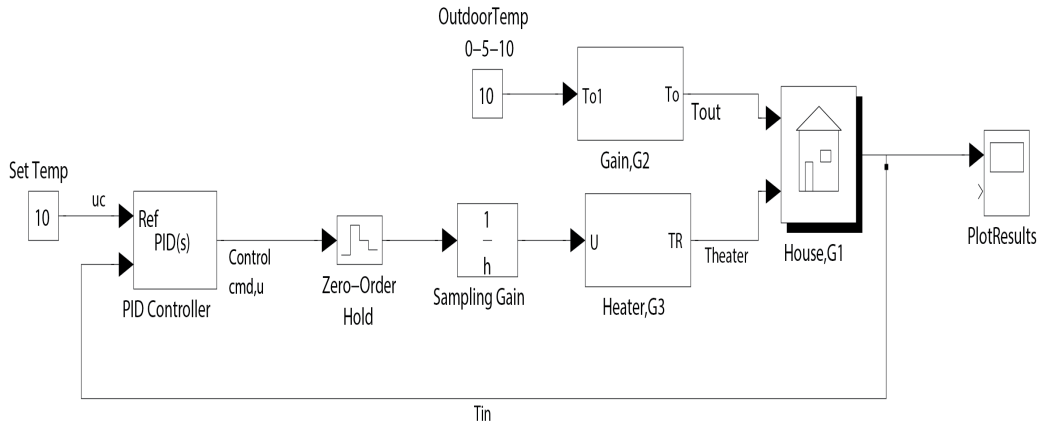 OutdoorTemp
0–5–10
10
To1
To
Tout
Gain,G2
Set Temp
10
uc
Ref
PID(s)
PID Controller
Control
cmd,u
Zero–Order
Hold
1
h
Sampling Gain
U
TR
Heater,G3
Theater
House,G1
PlotResults
Tin